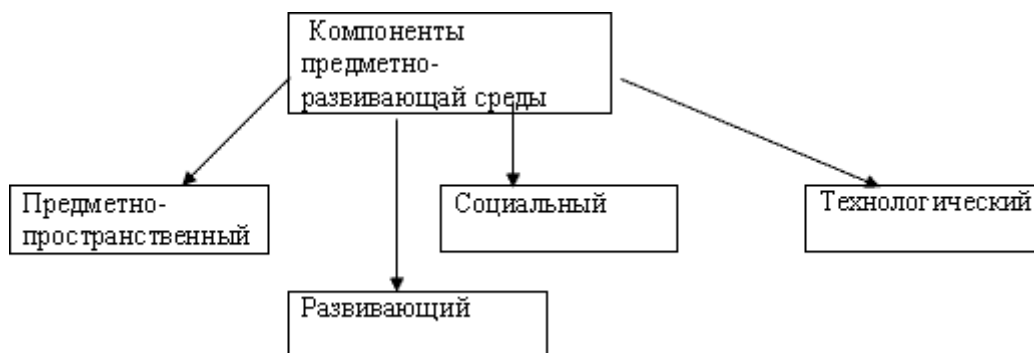 Компоненты
предметно-
развивающай среды
Предметно-
пространственный
Социальный
Технологический
Развивающий